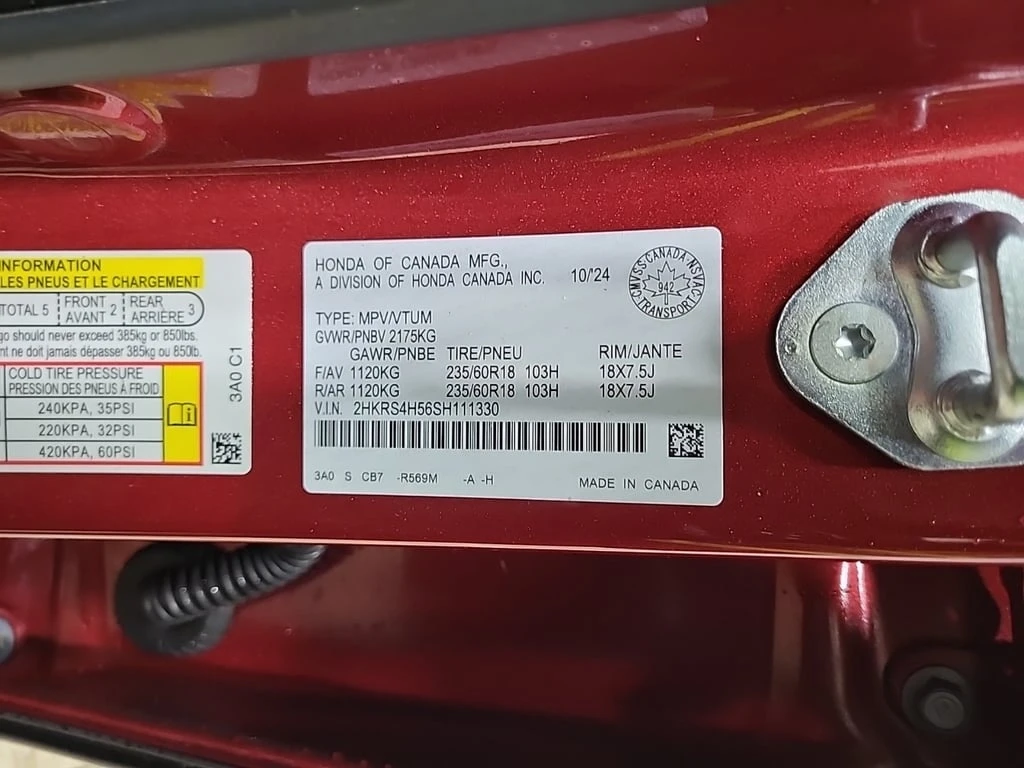 INFORMATION
LES PNEUS ET LE CHARGEMENT
TOTAL 5 FRONT AVANT 2 REAR ARRIÈRE 3
should never exceed 385kg or 850lbs.
ne doit jamais dépasser 385kg ou 850lb.
COLD TIRE PRESSURE
PRESSION DES PNEUS À FROID
240KPA, 35PSI
220KPA, 32PSI
420KPA, 60PSI
3A0 C1
HONDA OF CANADA MFG.,
A DIVISION OF HONDA CANADA INC. 10/'24
CANADA
CMVSS NSVAC
942
TRANSPORT
TYPE: MPV/VTUM
GVWR/PNBV 2175KG
GAWR/PNBE TIRE/PNEU RIM/JANTE
F/AV 1120KG 235/60R18 103H 18X7.5J
R/AR 1120KG 235/60R18 103H 18X7.5J
V.I.N. 2HKRS4H56SH111330
3A0 S CB7 -R569M -A -H MADE IN CANADA